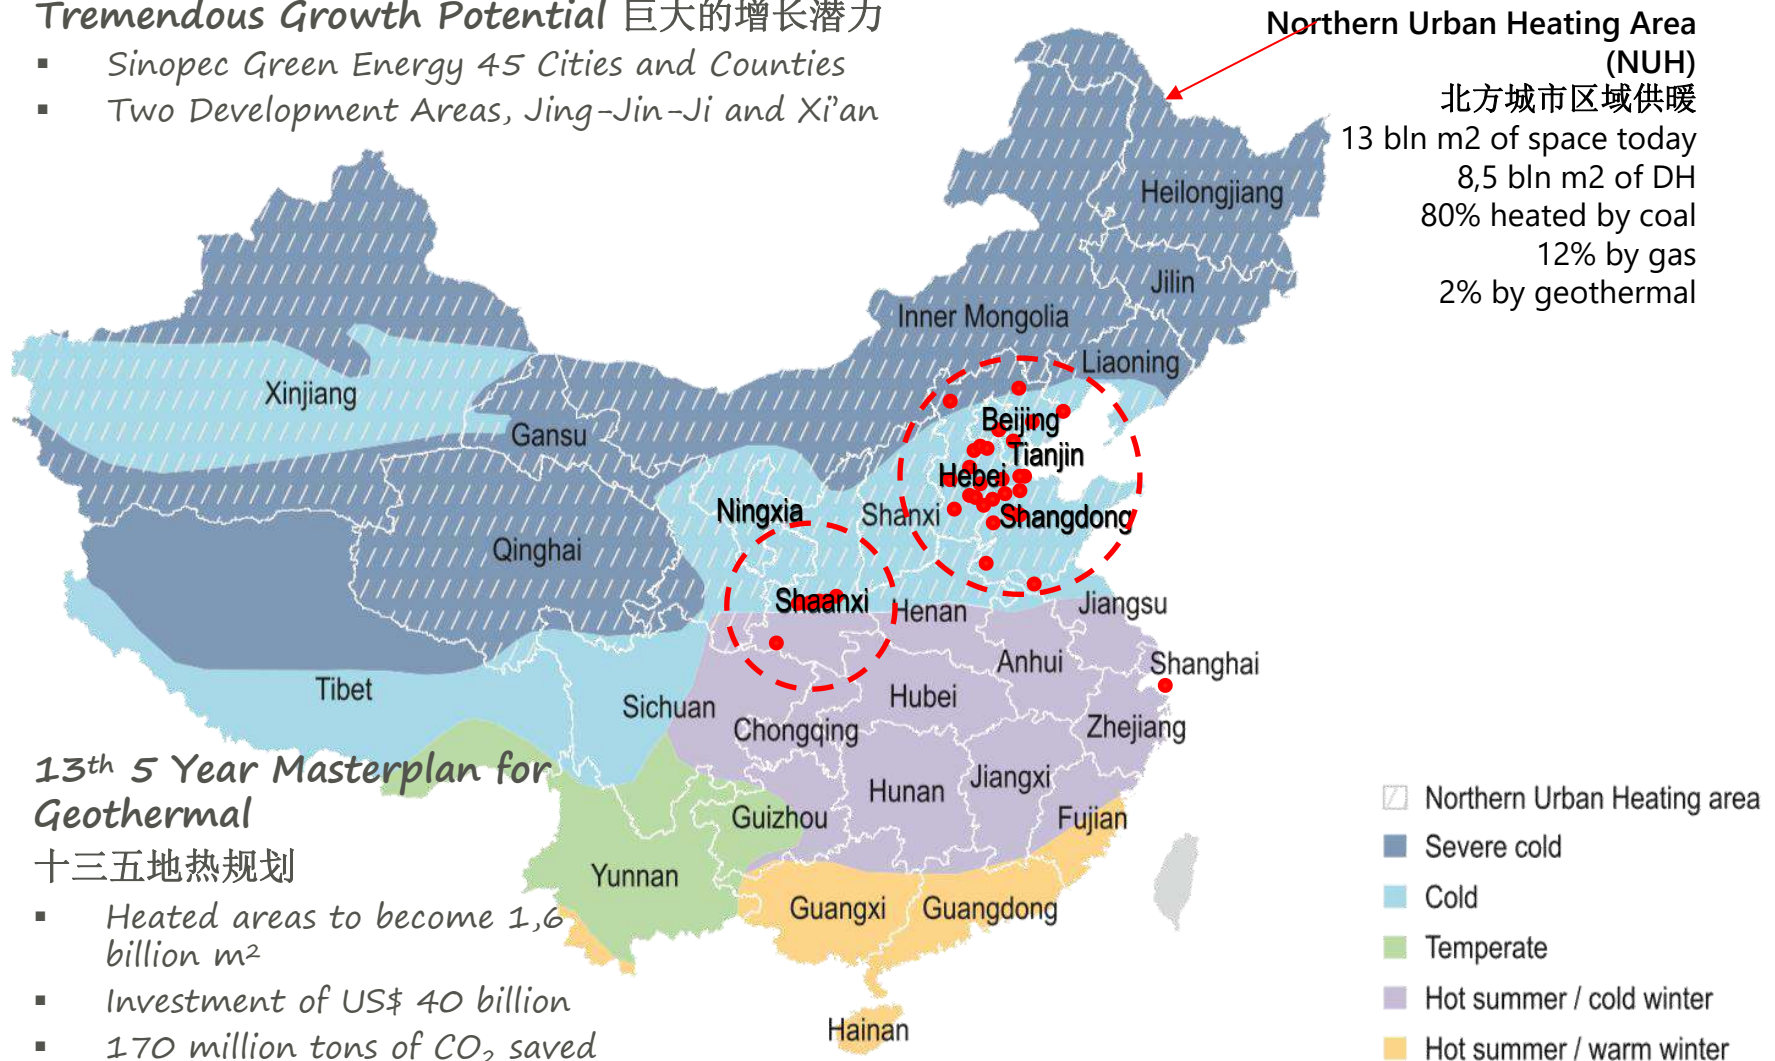 Tremendous Growth Potential 巨大的增长潜力
▪ Sinopec Green Energy 45 Cities and Counties
▪ Two Development Areas, Jing-Jin-Ji and Xi'an
Northern Urban Heating Area
(NUH)
北方城市区域供暖
13 bln m2 of space today
8,5 bln m2 of DH
80% heated by coal
12% by gas
2% by geothermal
Heilongjiang
Jilin
Inner Mongolia
Liaoning
Xinjiang
Gansu
Beijing
Tianjin
Hebei
Ningxia
Shanxi
Shangdong
Qinghai
Shaanxi
Henan
Jiangsu
Anhui
Shanghai
Tibet
Sichuan
Hubei
Chongqing
Zhejiang
Hunan
Jiangxi
Guizhou
Fujian
Yunnan
Guangxi
Guangdong
Hainan
13th 5 Year Masterplan for
Geothermal
十三五地热规划
▪ Heated areas to become 1,6
billion m²
▪ Investment of US$ 40 billion
▪ 170 million tons of CO₂ saved
Northern Urban Heating area
Severe cold
Cold
Temperate
Hot summer / cold winter
Hot summer / warm winter